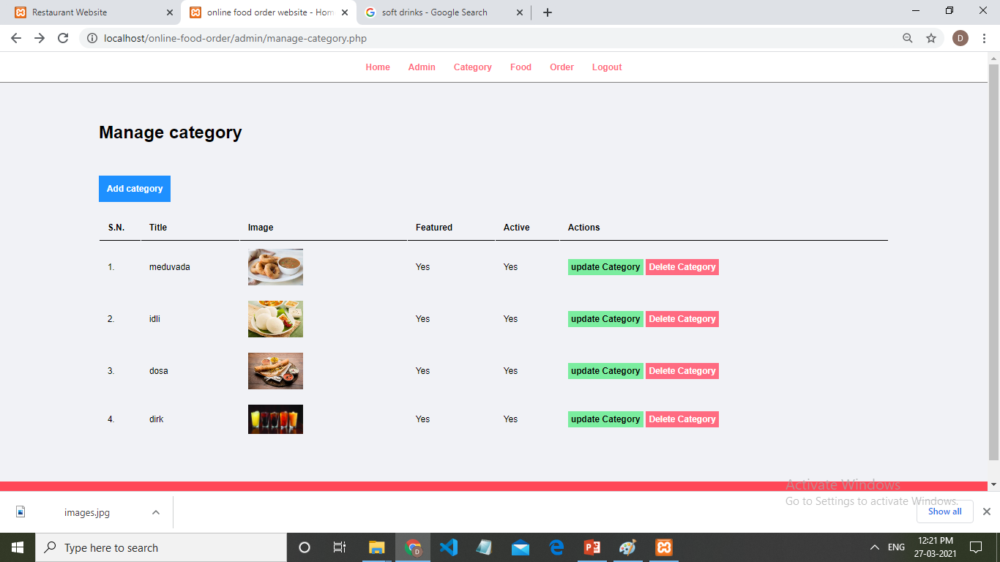 Restaurant Website
online food order website - Hom
soft drinks - Google Search
localhost/online-food-order/admin/manage-category.php
D
Home Admin Category Food Order Logout
Manage category
Add category
S.N. Title Image Featured Active Actions
1. meduvada Yes Yes update Category Delete Category
2. idli Yes Yes update Category Delete Category
3. dosa Yes Yes update Category Delete Category
4. dirk Yes Yes update Category Delete Category
Activate Windows
Go to Settings to activate Windows.
images.jpg
Show all
Type here to search
D
ENG
12:21 PM
27-03-2021